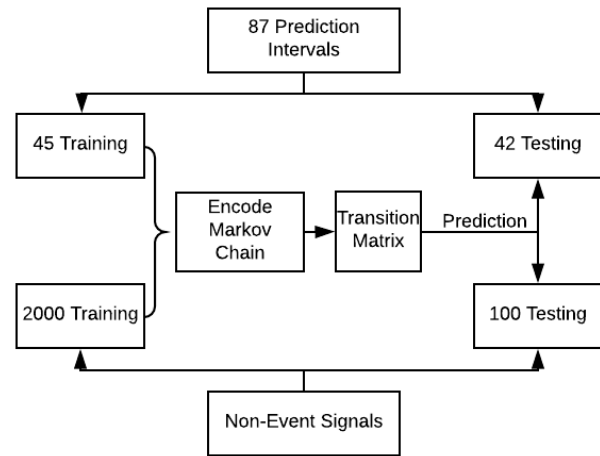 87 Prediction
Intervals
45 Training
42 Testing
Encode
Markov
Chain
Transition
Matrix
Prediction
2000 Training
100 Testing
Non-Event Signals